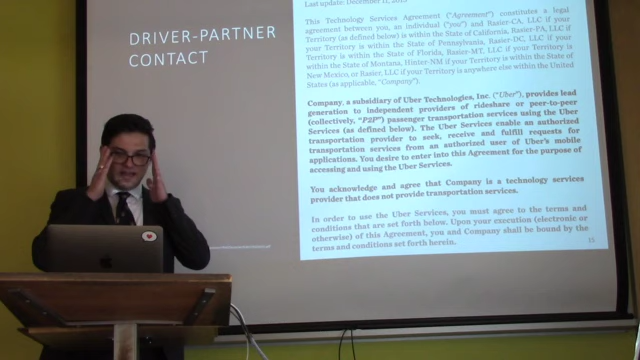 DRIVER-PARTNER
CONTACT
Last update: December 11, 2015
This Technology Services Agreement ("Agreement") constitutes a legal
agreement between you, an individual ("you") and Rasier-CA, LLC if your
Territory (as defined below) is within the State of California, Rasier-PA, LLC if
your Territory is within the State of Pennsylvania, Rasier-DC, LLC if your
Territory is within the State of Florida, Rasier-MT, LLC if your Territory is
within the State of Montana, Hinter-NM if your Territory is within the State of
New Mexico, or Rasier, LLC if your Territory is anywhere else within the United
States (as applicable, "Company").
Company, a subsidiary of Uber Technologies, Inc. ("Uber"), provides lead
generation to independent providers of rideshare or peer-to-peer
(collectively, "P2P") passenger transportation services using the Uber
Services (as defined below). The Uber Services enable an authorized
transportation provider to seek, receive and fulfill requests for
transportation services from an authorized user of Uber's mobile
applications. You desire to enter into this Agreement for the purpose of
accessing and using the Uber Services.
You acknowledge and agree that Company is a technology services
provider that does not provide transportation services.
In order to use the Uber Services, you must agree to the terms and
conditions that are set forth below. Upon your execution (electronic or
otherwise) of this Agreement, you and Company shall be bound by the
terms and conditions set forth herein.
15